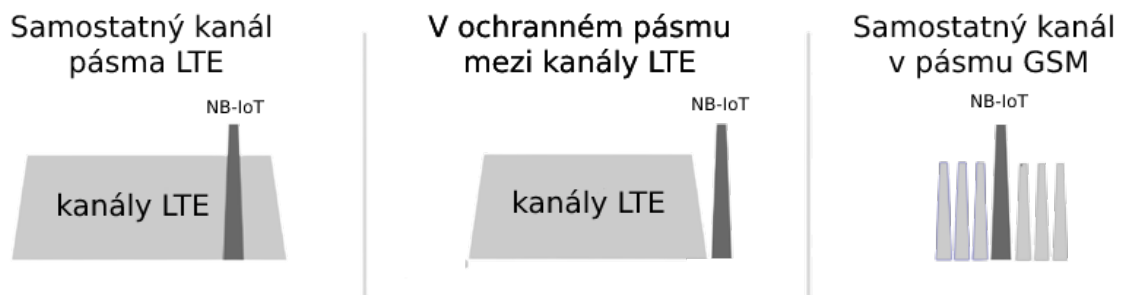 Samostatný kanál
pásma LTE
NB-IoT
kanály LTE
V ochranném pásmu
mezi kanály LTE
NB-IoT
kanály LTE
Samostatný kanál
v pásmu GSM
NB-IoT